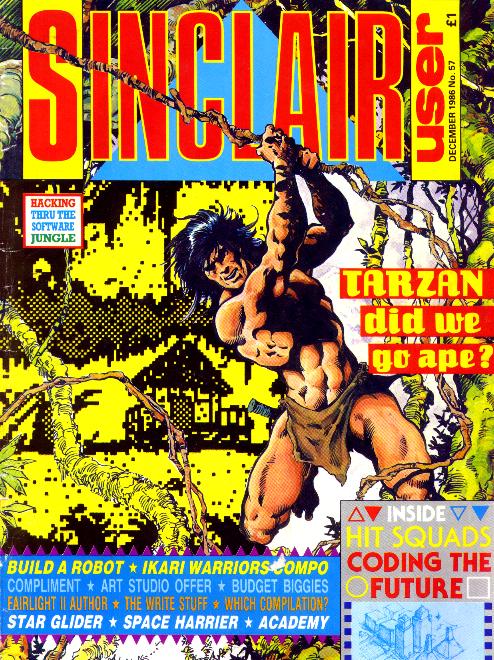 SINCLAIR
user
£1
DECEMBER 1986 No. 57
HACKING
THRU THE
SOFTWARE
JUNGLE
TARZAN
did we
go ape?
INSIDE
HIT SQUADS
CODING THE
FUTURE
BUILD A ROBOT ★ IKARI WARRIORS COMPO
COMPLIMENT ★ ART STUDIO OFFER ★ BUDGET BIGGIES
FAIRLIGHT II AUTHOR ★ THE WRITE STUFF ★ WHICH COMPILATION?
STAR GLIDER ★ SPACE HARRIER ★ ACADEMY